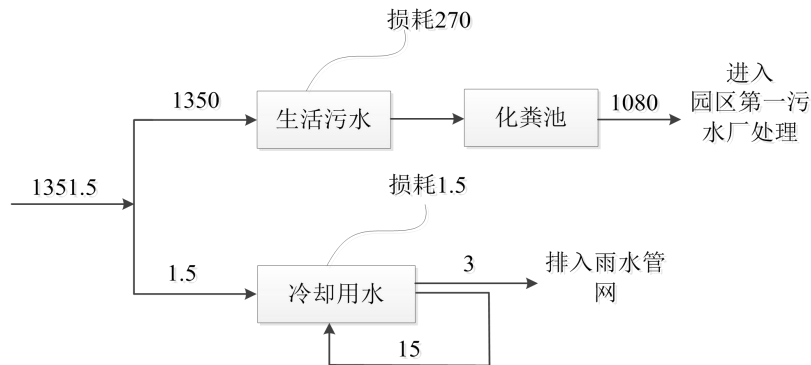 损耗270
1350
生活污水
化粪池
1080
进入
园区第一污
水厂处理
1351.5
损耗1.5
1.5
冷却用水
3
排入雨水管
网
15